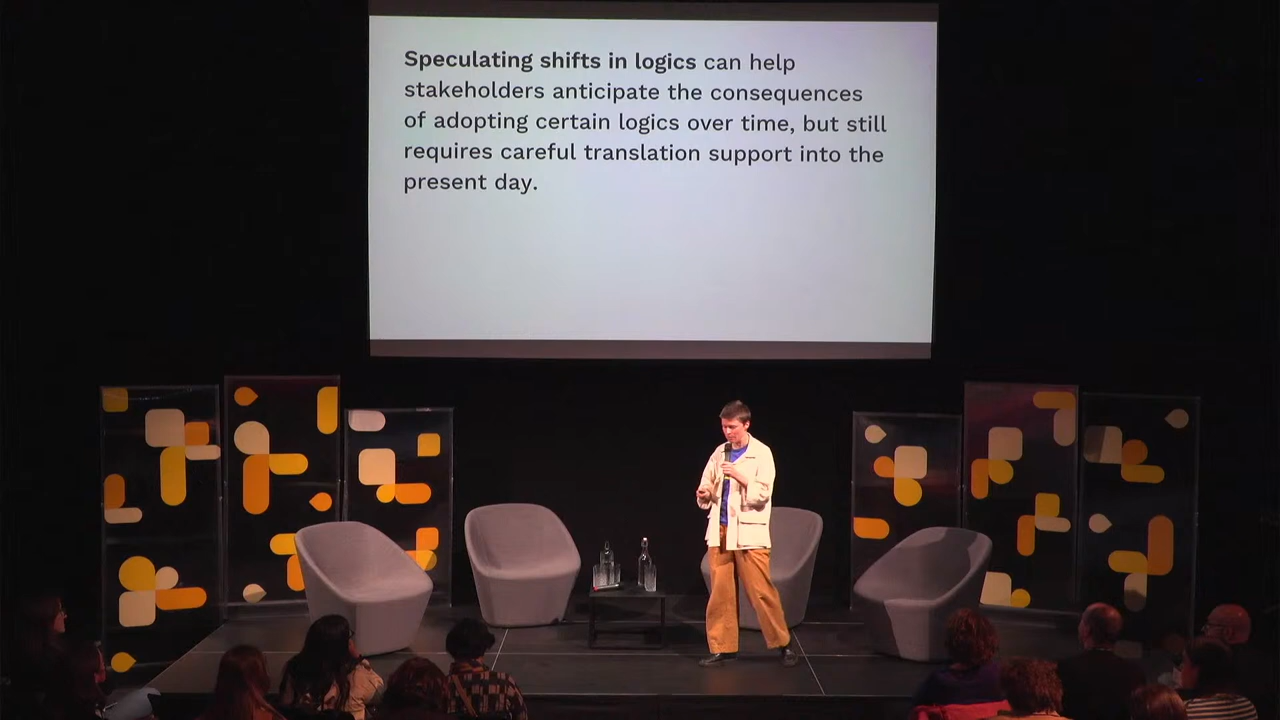 Speculating shifts in logics can help
stakeholders anticipate the consequences
of adopting certain logics over time, but still
requires careful translation support into the
present day.